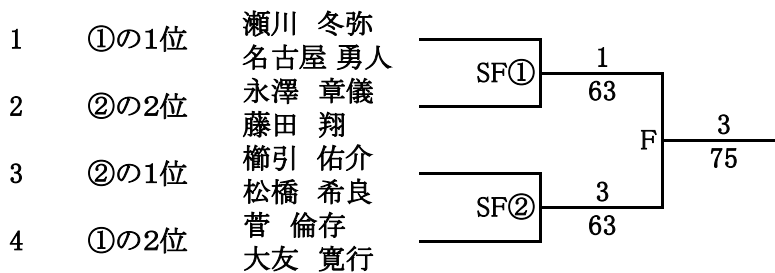 瀬川 冬弥
1 ①の1位
名古屋 勇人
SF① 1
63
永澤 章儀
2 ②の2位
藤田 翔
F 3
75
櫛引 佑介
3 ②の1位
松橋 希良
SF② 3
63
菅 倫存
4 ①の2位
大友 寛行